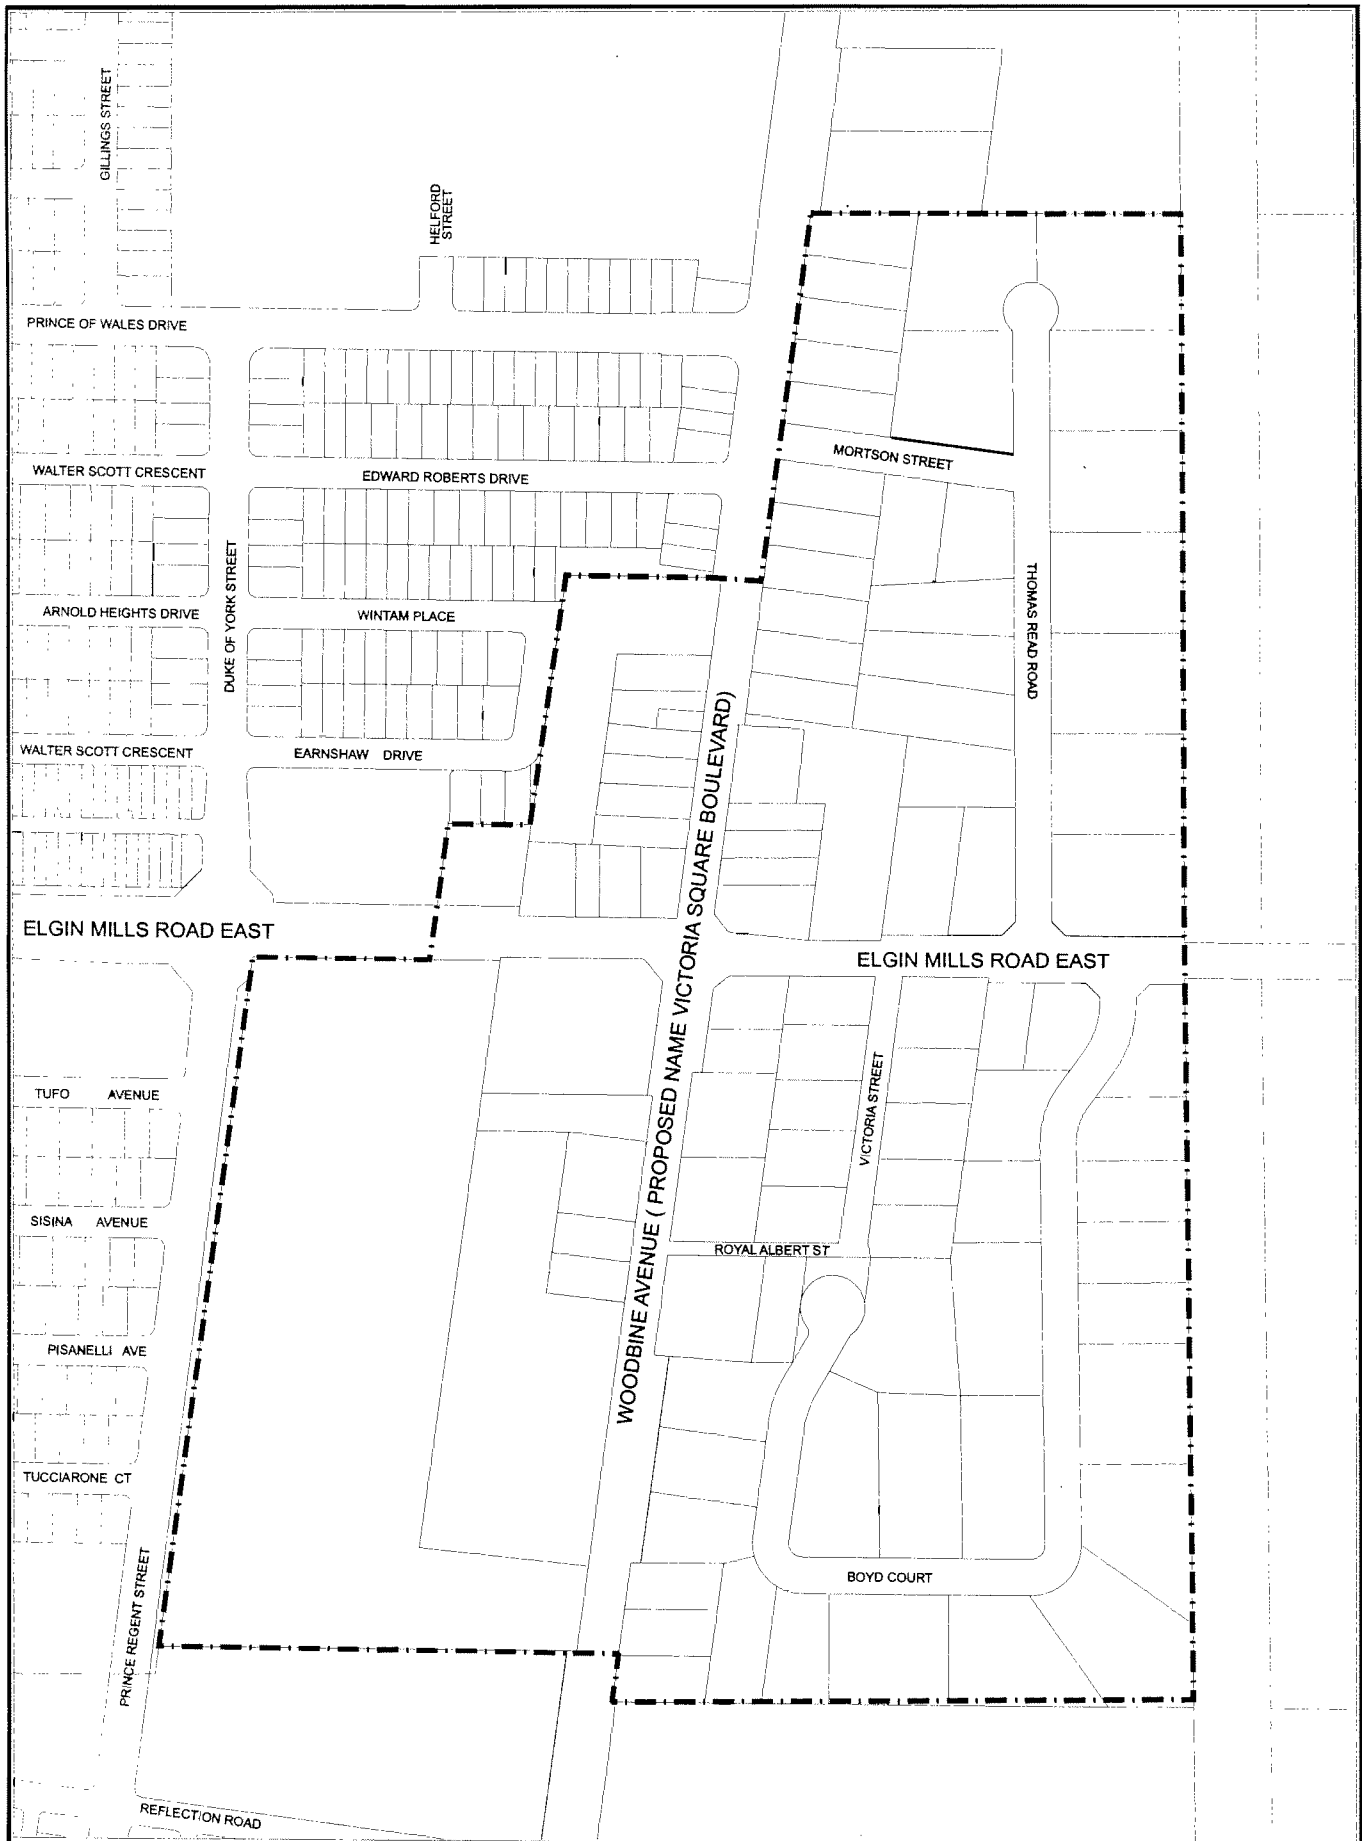 GILLINGS STREET
HELFORD
STREET
PRINCE OF WALES DRIVE
MORTSON STREET
WALTER SCOTT CRESCENT
EDWARD ROBERTS DRIVE
DUKE OF YORK STREET
THOMAS READ ROAD
ARNOLD HEIGHTS DRIVE
WINTAM PLACE
WALTER SCOTT CRESCENT
EARNSHAW DRIVE
WOODBINE AVENUE ( PROPOSED NAME VICTORIA SQUARE BOULEVARD)
ELGIN MILLS ROAD EAST
ELGIN MILLS ROAD EAST
TUFO AVENUE
VICTORIA STREET
SISINA AVENUE
ROYAL ALBERT ST
PISANELLI AVE
TUCCIARONE CT
PRINCE REGENT STREET
BOYD COURT
REFLECTION ROAD